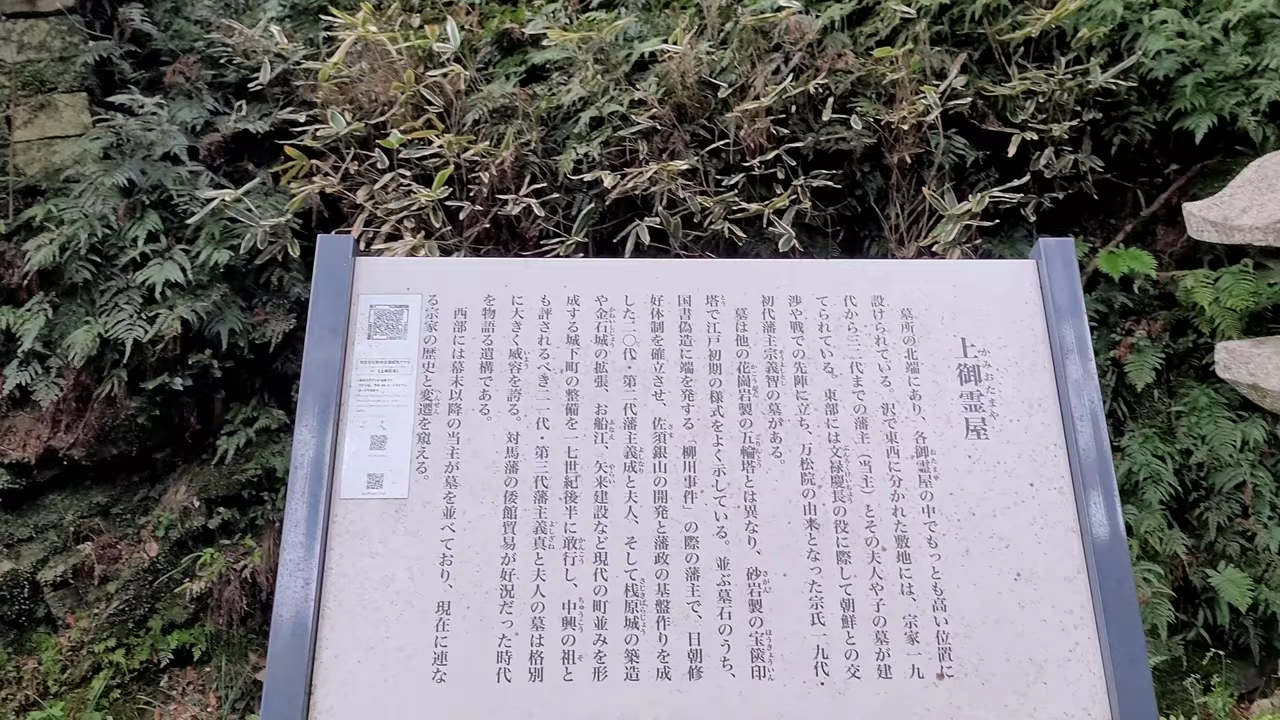 上御霊屋
かみおたまや
墓所の北端にあり、各御霊屋の中でもっとも高い位置に
設けられている。沢で東西に分かれた敷地には、宗家一九
代から三二代までの藩主（当主）とその夫人や子の墓が建
てられている。東部には文禄慶長の役に際して朝鮮との交
渉や戦での先陣に立ち、万松院の由来となった宗氏一九代・
初代藩主宗義智の墓がある。
墓は他の花崗岩製の五輪塔とは異なり、砂岩製の宝篋印
塔で江戸初期の様式をよく示している。並ぶ墓石のうち、
国書偽造に端を発する「柳川事件」の際の藩主で、日朝修
好体制を確立させ、佐須銀山の開発と藩政の基盤作りを成
した二〇代・第二代藩主義成と夫人、そして桟原城の築造
や金石城の拡張、お船江、矢来建設など現代の町並みを形
成する城下町の整備を一七世紀後半に敢行し、中興の祖と
も評されるべき二一代・第三代藩主義真と夫人の墓は格別
に大きく威容を誇る。対馬藩の倭館貿易が好況だった時代
を物語る遺構である。
西部には幕末以降の当主が墓を並べており、現在に連な
る宗家の歴史と変遷を窺える。